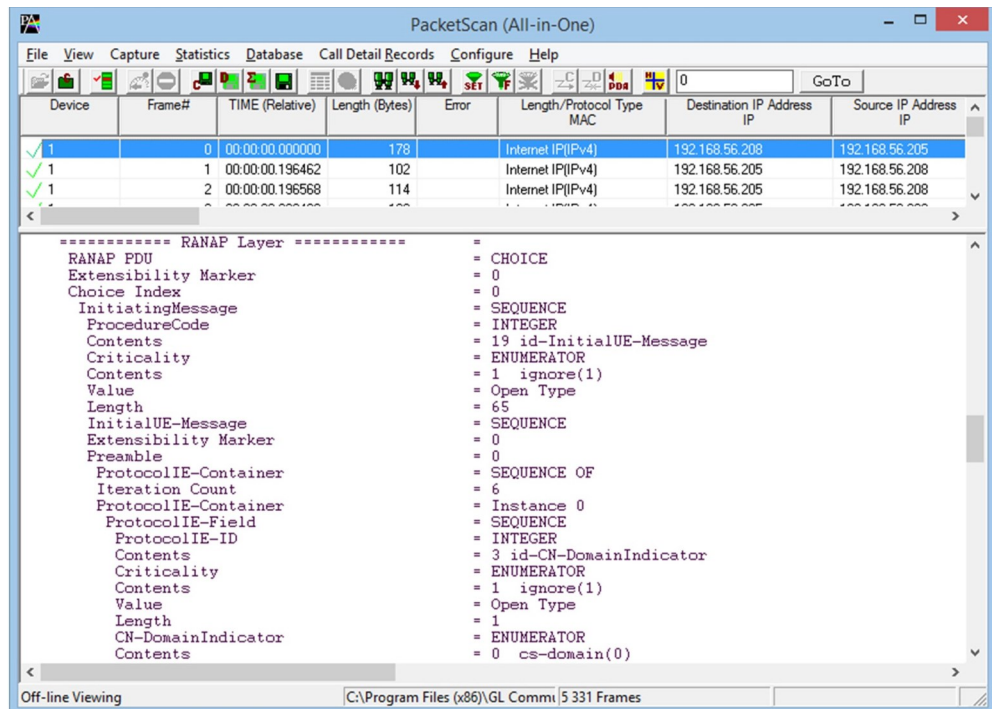 PacketScan (All-in-One)
File View Capture Statistics Database Call Detail Records Configure Help
0 GoTo
Device Frame# TIME (Relative) Length (Bytes) Error Length/Protocol Type MAC Destination IP Address IP Source IP Address IP
1 0 00:00:00.000000 178 Internet IP(IPv4) 192.168.56.208 192.168.56.205
1 1 00:00:00.196462 102 Internet IP(IPv4) 192.168.56.205 192.168.56.208
1 2 00:00:00.196568 114 Internet IP(IPv4) 192.168.56.205 192.168.56.208
============ RANAP Layer ============ =
RANAP PDU = CHOICE
Extensibility Marker = 0
Choice Index = 0
InitiatingMessage = SEQUENCE
ProcedureCode = INTEGER
Contents = 19 id-InitialUE-Message
Criticality = ENUMERATOR
Contents = 1 ignore(1)
Value = Open Type
Length = 65
InitialUE-Message = SEQUENCE
Extensibility Marker = 0
Preamble = 0
ProtocolIE-Container = SEQUENCE OF
Iteration Count = 6
ProtocolIE-Container = Instance 0
ProtocolIE-Field = SEQUENCE
ProtocolIE-ID = INTEGER
Contents = 3 id-CN-DomainIndicator
Criticality = ENUMERATOR
Contents = 1 ignore(1)
Value = Open Type
Length = 1
CN-DomainIndicator = ENUMERATOR
Contents = 0 cs-domain(0)
Off-line Viewing C:\Program Files (x86)\GL Commu 5 331 Frames